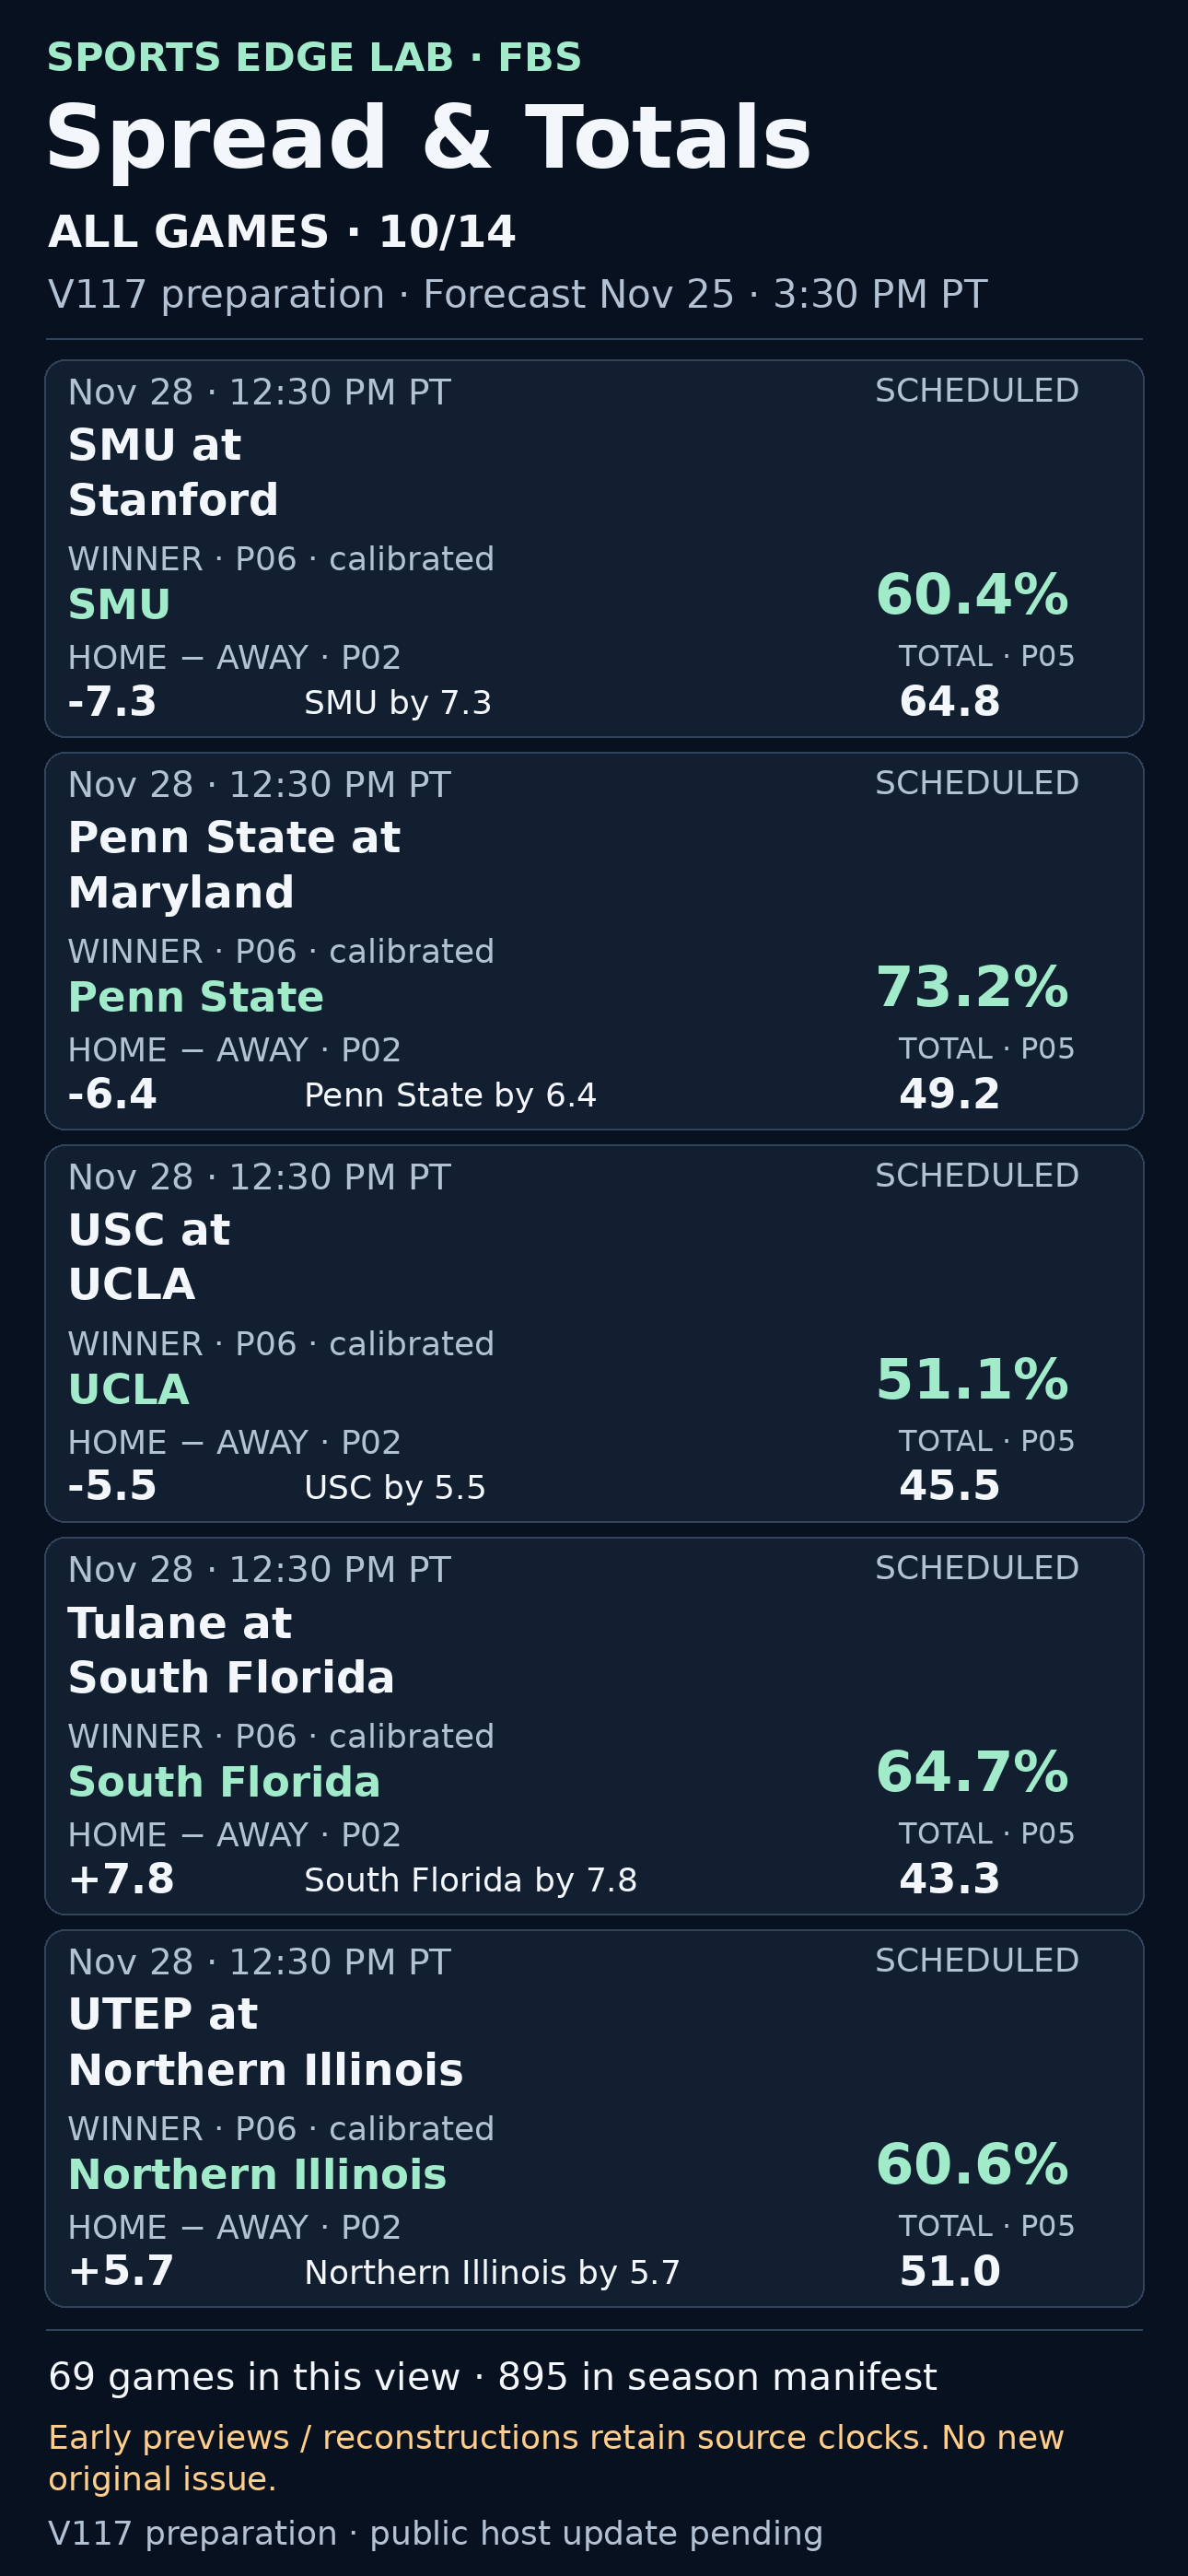 SPORTS EDGE LAB · FBS
Spread & Totals
ALL GAMES · 10/14
V117 preparation · Forecast Nov 25 · 3:30 PM PT
Nov 28 · 12:30 PM PT SCHEDULED
SMU at
Stanford
WINNER · P06 · calibrated
SMU 60.4%
HOME − AWAY · P02 TOTAL · P05
-7.3 SMU by 7.3 64.8
Nov 28 · 12:30 PM PT SCHEDULED
Penn State at
Maryland
WINNER · P06 · calibrated
Penn State 73.2%
HOME − AWAY · P02 TOTAL · P05
-6.4 Penn State by 6.4 49.2
Nov 28 · 12:30 PM PT SCHEDULED
USC at
UCLA
WINNER · P06 · calibrated
UCLA 51.1%
HOME − AWAY · P02 TOTAL · P05
-5.5 USC by 5.5 45.5
Nov 28 · 12:30 PM PT SCHEDULED
Tulane at
South Florida
WINNER · P06 · calibrated
South Florida 64.7%
HOME − AWAY · P02 TOTAL · P05
+7.8 South Florida by 7.8 43.3
Nov 28 · 12:30 PM PT SCHEDULED
UTEP at
Northern Illinois
WINNER · P06 · calibrated
Northern Illinois 60.6%
HOME − AWAY · P02 TOTAL · P05
+5.7 Northern Illinois by 5.7 51.0
69 games in this view · 895 in season manifest
Early previews / reconstructions retain source clocks. No new
original issue.
V117 preparation · public host update pending